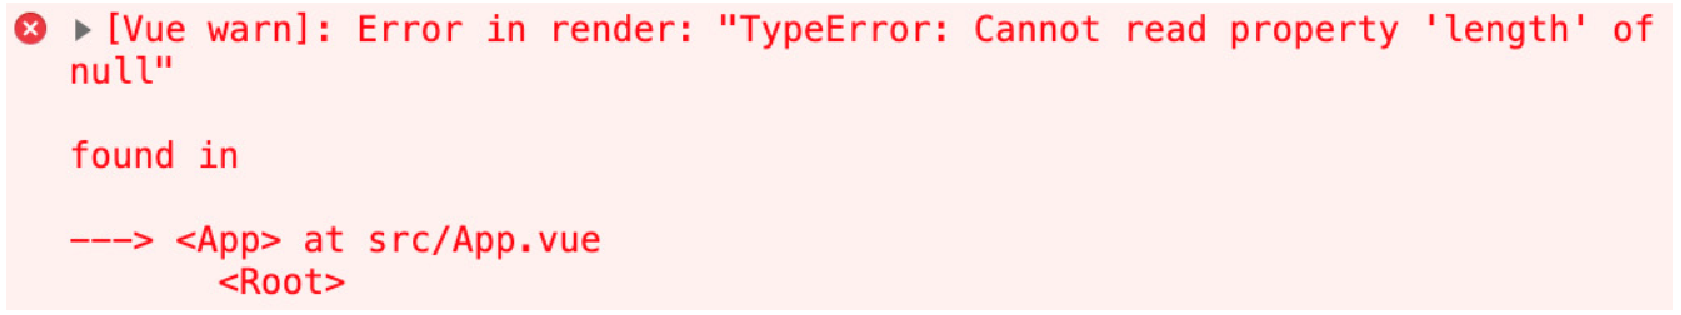 [Vue warn]: Error in render: "TypeError: Cannot read property 'length' of
null"
found in
---> <App> at src/App.vue
<Root>